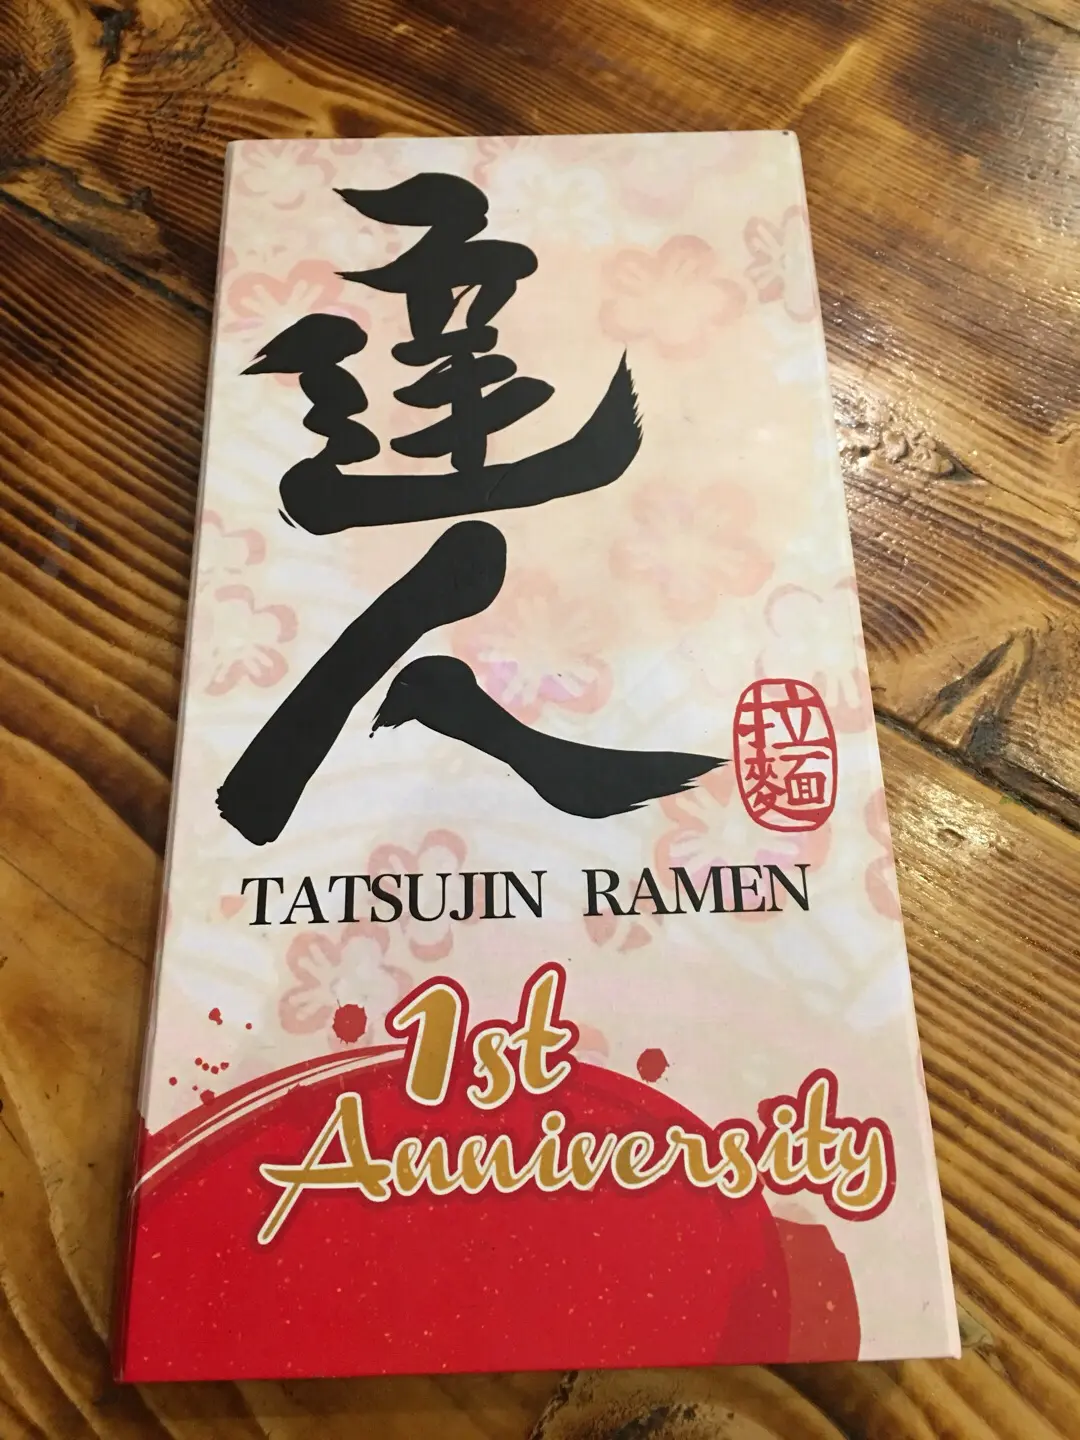 達人
拉麵
TATSUJIN RAMEN
1st
Anniversity